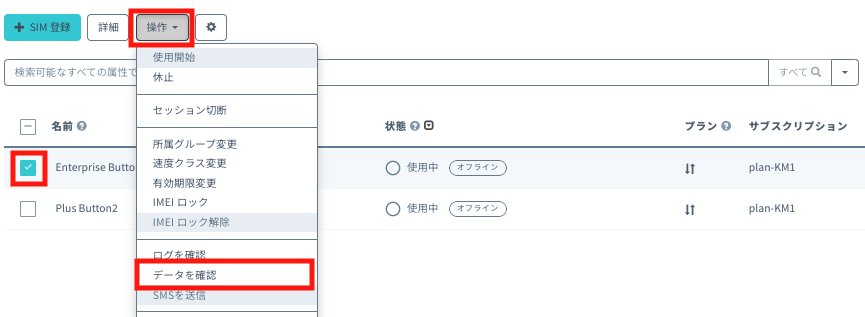 + SIM 登録 詳細 操作
使用開始
休止
検索可能なすべての属性で
すべて
セッション切断
名前 状態 プラン サブスクリプション
所属グループ変更
速度クラス変更
有効期限変更
IMEI ロック
IMEI ロック解除
Enterprise Butto 使用中 オフライン plan-KM1
Plus Button2 使用中 オフライン plan-KM1
ログを確認
データを確認
SMSを送信